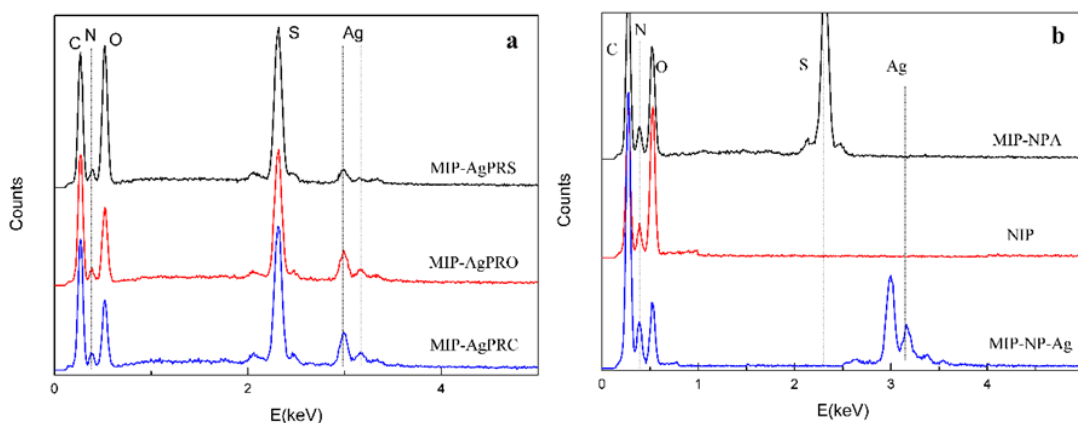 a
C N O S Ag
MIP-AgPRS
MIP-AgPRO
MIP-AgPRC
Counts
0 2 4
E(keV)
b
C N O S Ag
MIP-NPA
NIP
MIP-NP-Ag
Counts
0 1 2 3 4
E(keV)